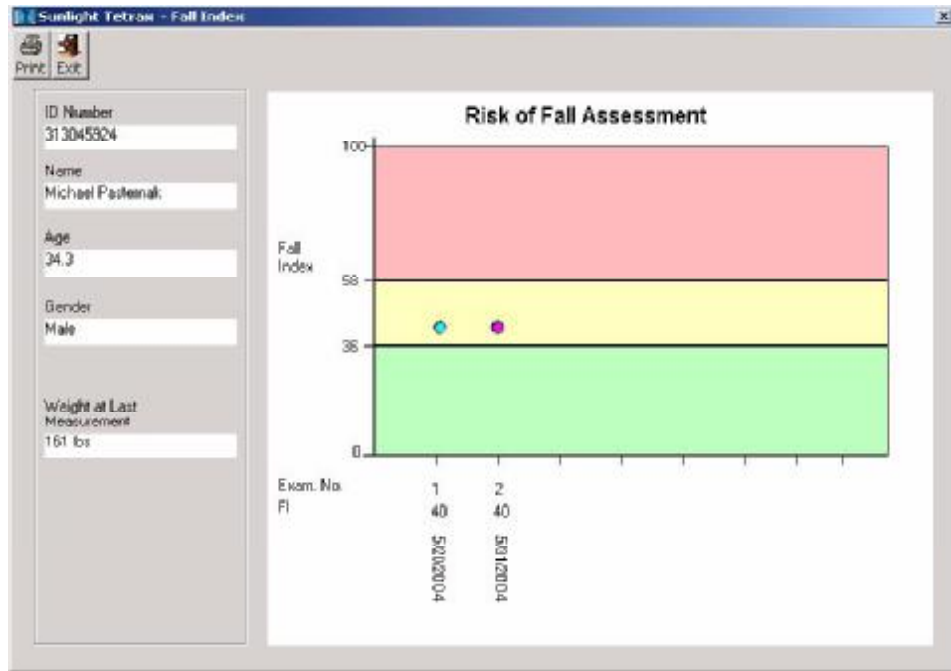 Sunlight Tetrax - Fall Index
Print Exit
ID Number
313045924
Name
Michael Pasternak
Age
34.3
Gender
Male
Weight at Last
Measurement
161 lbs
Risk of Fall Assessment
100
Fall
Index
58
36
0
Exam. No.
1 2
FI
40 40
5/20/2004 5/31/2004